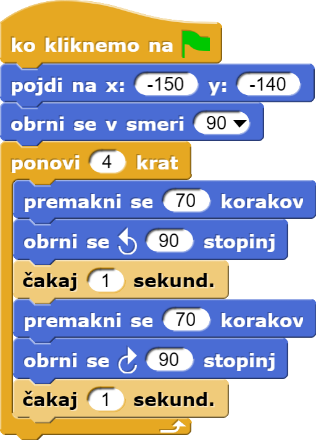 ko kliknemo na
pojdi na x: -150 y: -140
obrni se v smeri 90
ponovi 4 krat
premakni se 70 korakov
obrni se 90 stopinj
čakaj 1 sekund.
premakni se 70 korakov
obrni se 90 stopinj
čakaj 1 sekund.